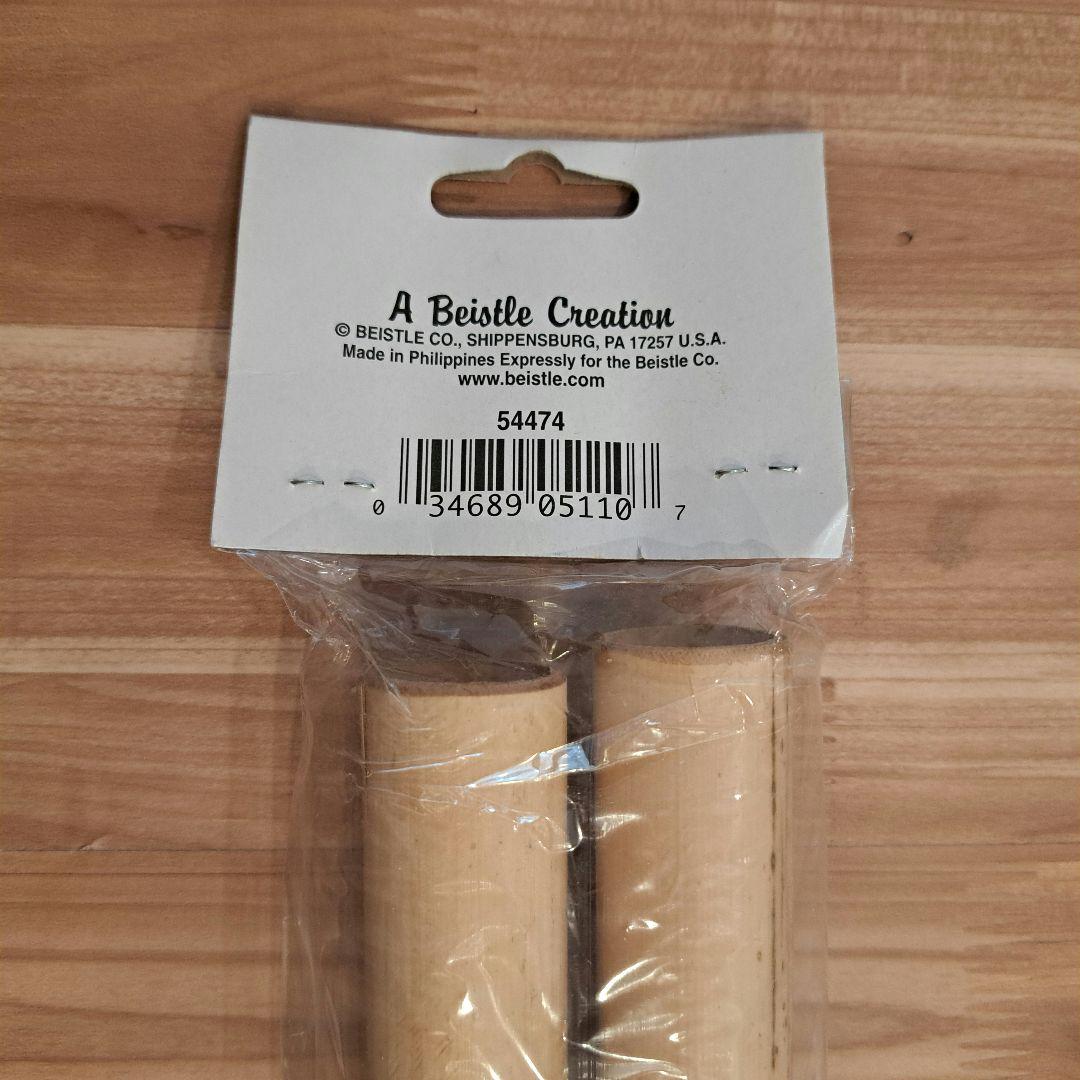 A Beistle Creation
© BEISTLE CO., SHIPPENSBURG, PA 17257 U.S.A.
Made in Philippines Expressly for the Beistle Co.
www.beistle.com
54474
0 34689 05110 7